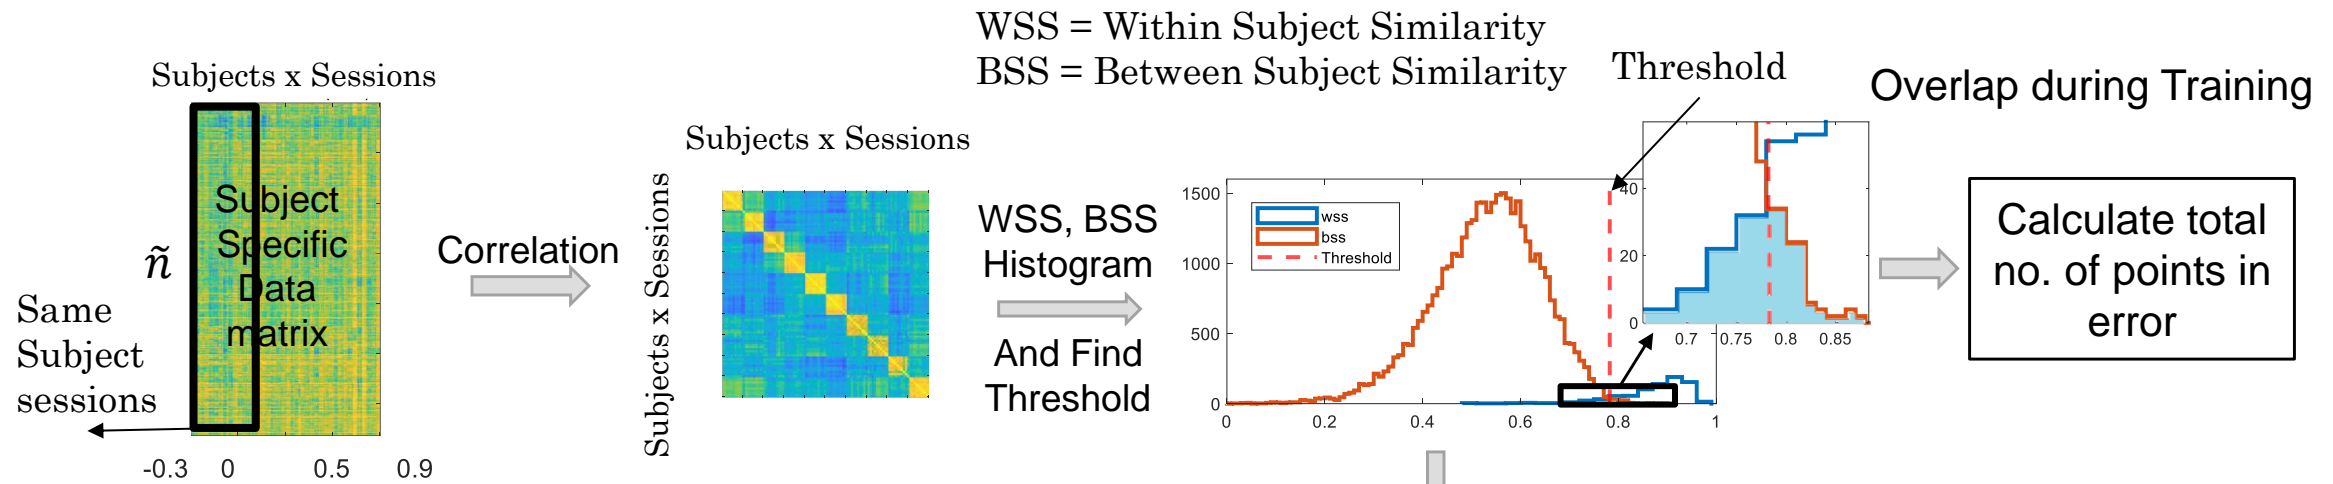 WSS = Within Subject Similarity
BSS = Between Subject Similarity
Subjects x Sessions
Subject
Specific
Data
matrix
ñ
Same
Subject
sessions
-0.3 0 0.5 0.9
Correlation
Subjects x Sessions
Subjects x Sessions
WSS, BSS
Histogram
And Find
Threshold
Threshold
1500
1000
500
0
0 0.2 0.4 0.6 0.8 1
wss
bss
Threshold
40
20
0
0.7 0.75 0.8 0.85
Overlap during Training
Calculate total
no. of points in
error